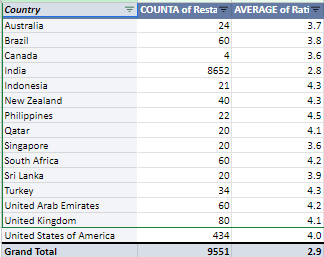 Country COUNTA of Resta AVERAGE of Rati
Australia 24 3.7
Brazil 60 3.8
Canada 4 3.6
India 8652 2.8
Indonesia 21 4.3
New Zealand 40 4.3
Philippines 22 4.5
Qatar 20 4.1
Singapore 20 3.6
South Africa 60 4.2
Sri Lanka 20 3.9
Turkey 34 4.3
United Arab Emirates 60 4.2
United Kingdom 80 4.1
United States of America 434 4.0
Grand Total 9551 2.9